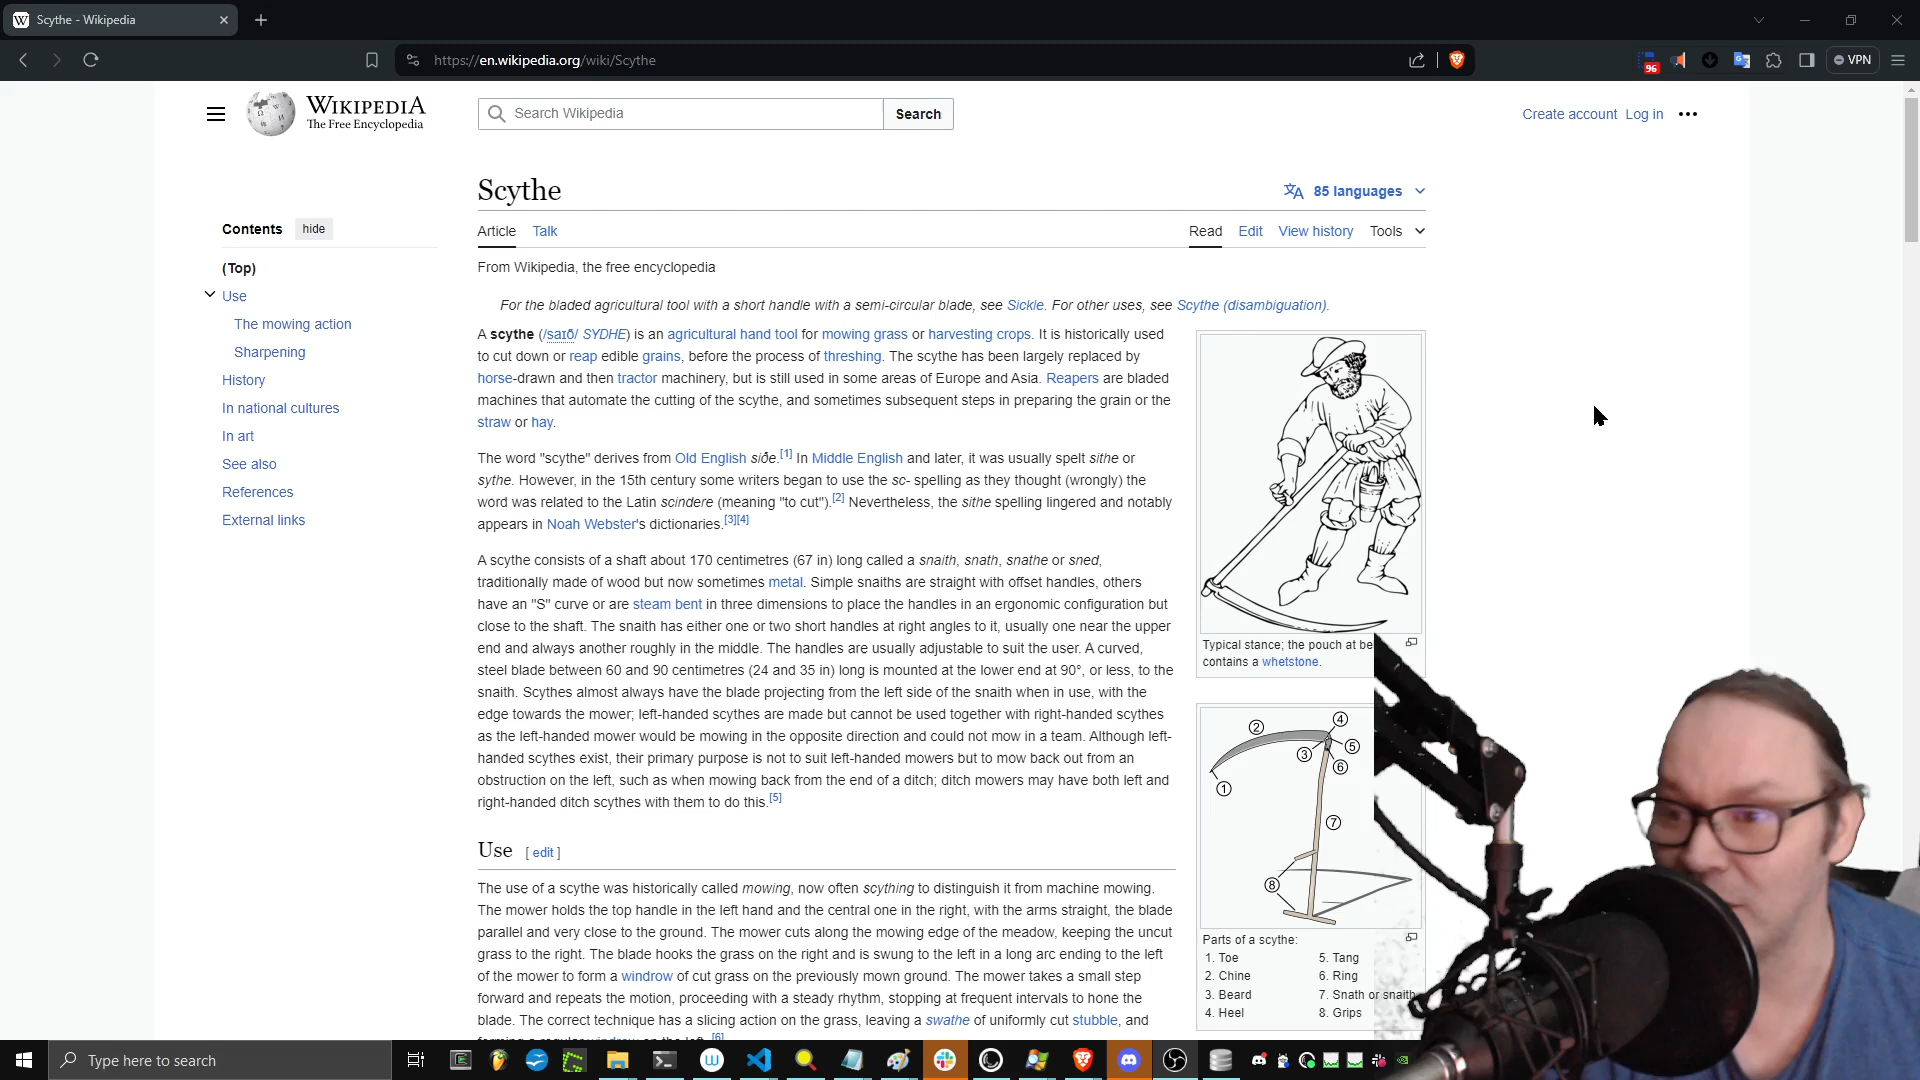 Scythe - Wikipedia
https://en.wikipedia.org/wiki/Scythe
96
VPN
WIKIPEDIA
The Free Encyclopedia
Search Wikipedia
Search
Create account Log in
Scythe
85 languages
Contents hide
Article Talk
Read Edit View history Tools
(Top)
Use
The mowing action
Sharpening
History
In national cultures
In art
See also
References
External links
From Wikipedia, the free encyclopedia
For the bladed agricultural tool with a short handle with a semi-circular blade, see Sickle. For other uses, see Scythe (disambiguation).
A scythe (/saɪð/ SYDHE) is an agricultural hand tool for mowing grass or harvesting crops. It is historically used
to cut down or reap edible grains, before the process of threshing. The scythe has been largely replaced by
horse-drawn and then tractor machinery, but is still used in some areas of Europe and Asia. Reapers are bladed
machines that automate the cutting of the scythe, and sometimes subsequent steps in preparing the grain or the
straw or hay.
The word "scythe" derives from Old English siðe.[1] In Middle English and later, it was usually spelt sithe or
sythe. However, in the 15th century some writers began to use the sc- spelling as they thought (wrongly) the
word was related to the Latin scindere (meaning "to cut").[2] Nevertheless, the sithe spelling lingered and notably
appears in Noah Webster's dictionaries.[3][4]
A scythe consists of a shaft about 170 centimetres (67 in) long called a snaith, snath, snathe or sned,
traditionally made of wood but now sometimes metal. Simple snaiths are straight with offset handles, others
have an "S" curve or are steam bent in three dimensions to place the handles in an ergonomic configuration but
close to the shaft. The snaith has either one or two short handles at right angles to it, usually one near the upper
end and always another roughly in the middle. The handles are usually adjustable to suit the user. A curved,
steel blade between 60 and 90 centimetres (24 and 35 in) long is mounted at the lower end at 90°, or less, to the
snaith. Scythes almost always have the blade projecting from the left side of the snaith when in use, with the
edge towards the mower; left-handed scythes are made but cannot be used together with right-handed scythes
as the left-handed mower would be mowing in the opposite direction and could not mow in a team. Although left-
handed scythes exist, their primary purpose is not to suit left-handed mowers but to mow back out from an
obstruction on the left, such as when mowing back from the end of a ditch; ditch mowers may have both left and
right-handed ditch scythes with them to do this.[5]
Use [ edit ]
The use of a scythe was historically called mowing, now often scything to distinguish it from machine mowing.
The mower holds the top handle in the left hand and the central one in the right, with the arms straight, the blade
parallel and very close to the ground. The mower cuts along the mowing edge of the meadow, keeping the uncut
grass to the right. The blade hooks the grass on the right and is swung to the left in a long arc ending to the left
of the mower to form a windrow of cut grass on the previously mown ground. The mower takes a small step
forward and repeats the motion, proceeding with a steady rhythm, stopping at frequent intervals to hone the
blade. The correct technique has a slicing action on the grass, leaving a swathe of uniformly cut stubble, and
Typical stance; the pouch at be
contains a whetstone.
1
2
3
4
5
6
7
8
Parts of a scythe:
1. Toe
2. Chine
3. Beard
4. Heel
5. Tang
6. Ring
7. Snath or snaith
8. Grips
Type here to search